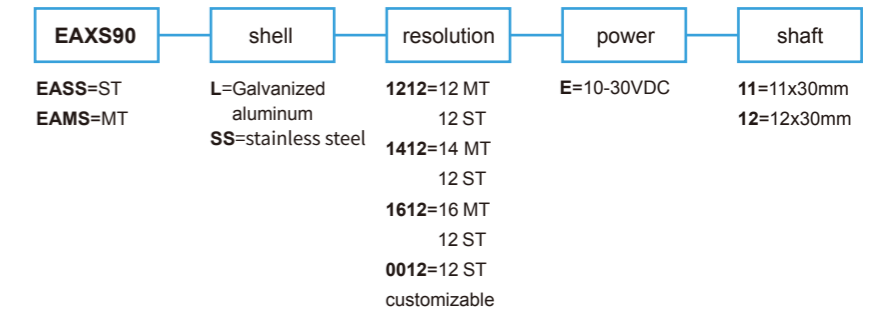 EAXS90
shell
resolution
power
shaft
EASS=ST
EAMS=MT
L=Galvanized
aluminum
SS=stainless steel
1212=12 MT
12 ST
1412=14 MT
12 ST
1612=16 MT
12 ST
0012=12 ST
customizable
E=10-30VDC
11=11x30mm
12=12x30mm